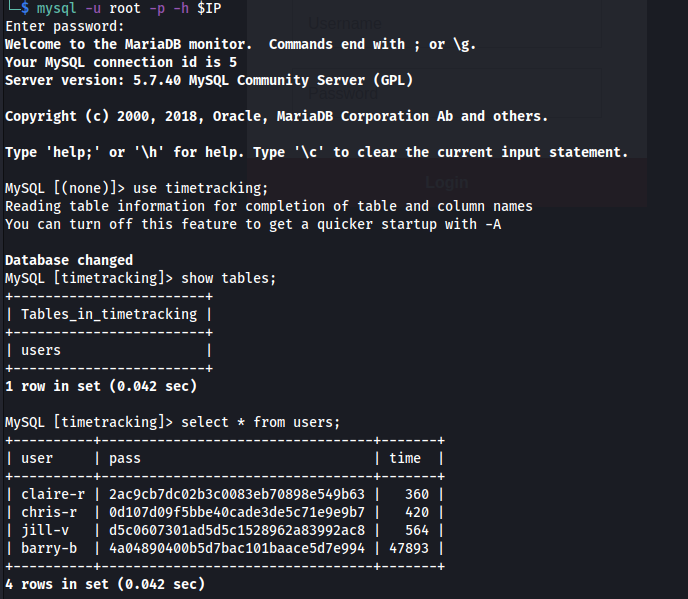 └─$ mysql -u root -p -h $IP
Enter password:
Welcome to the MariaDB monitor.  Commands end with ; or \g.
Your MySQL connection id is 5
Server version: 5.7.40 MySQL Community Server (GPL)

Copyright (c) 2000, 2018, Oracle, MariaDB Corporation Ab and others.

Type 'help;' or '\h' for help. Type '\c' to clear the current input statement.

MySQL [(none)]> use timetracking;
Reading table information for completion of table and column names
You can turn off this feature to get a quicker startup with -A

Database changed
MySQL [timetracking]> show tables;
+------------------------+
| Tables_in_timetracking |
+------------------------+
| users                  |
+------------------------+
1 row in set (0.042 sec)

MySQL [timetracking]> select * from users;
+----------+----------------------------------+-------+
| user     | pass                             | time  |
+----------+----------------------------------+-------+
| claire-r | 2ac9cb7dc02b3c0083eb70898e549b63 |   360 |
| chris-r  | 0d107d09f5bbe40cade3de5c71e9e9b7 |   420 |
| jill-v   | d5c0607301ad5d5c1528962a83992ac8 |   564 |
| barry-b  | 4a04890400b5d7bac101baace5d7e994 | 47893 |
+----------+----------------------------------+-------+
4 rows in set (0.042 sec)
Username
Password
Login